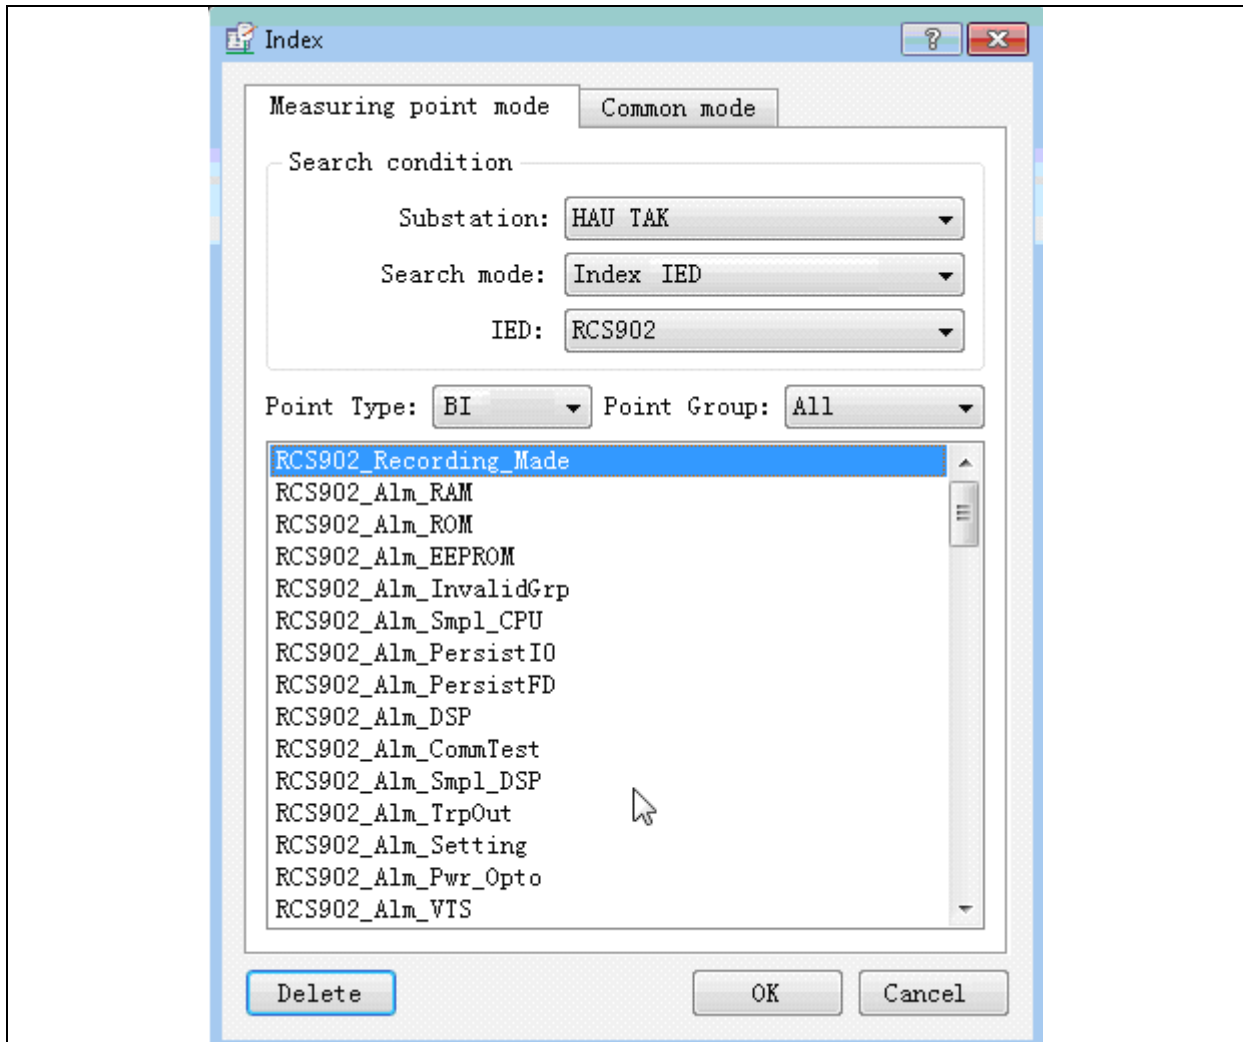 Index
Measuring point mode
Common mode
Search condition
Substation: HAU TAK
Search mode: Index IED
IED: RCS902
Point Type: BI Point Group: All
RCS902_Recording_Made
RCS902_Alm_RAM
RCS902_Alm_ROM
RCS902_Alm_EEPROM
RCS902_Alm_InvalidGrp
RCS902_Alm_Smpl_CPU
RCS902_Alm_PersistI0
RCS902_Alm_PersistFD
RCS902_Alm_DSP
RCS902_Alm_CommTest
RCS902_Alm_Smpl_DSP
RCS902_Alm_TrpOut
RCS902_Alm_Setting
RCS902_Alm_Pwr_Opto
RCS902_Alm_VTS
Delete OK Cancel